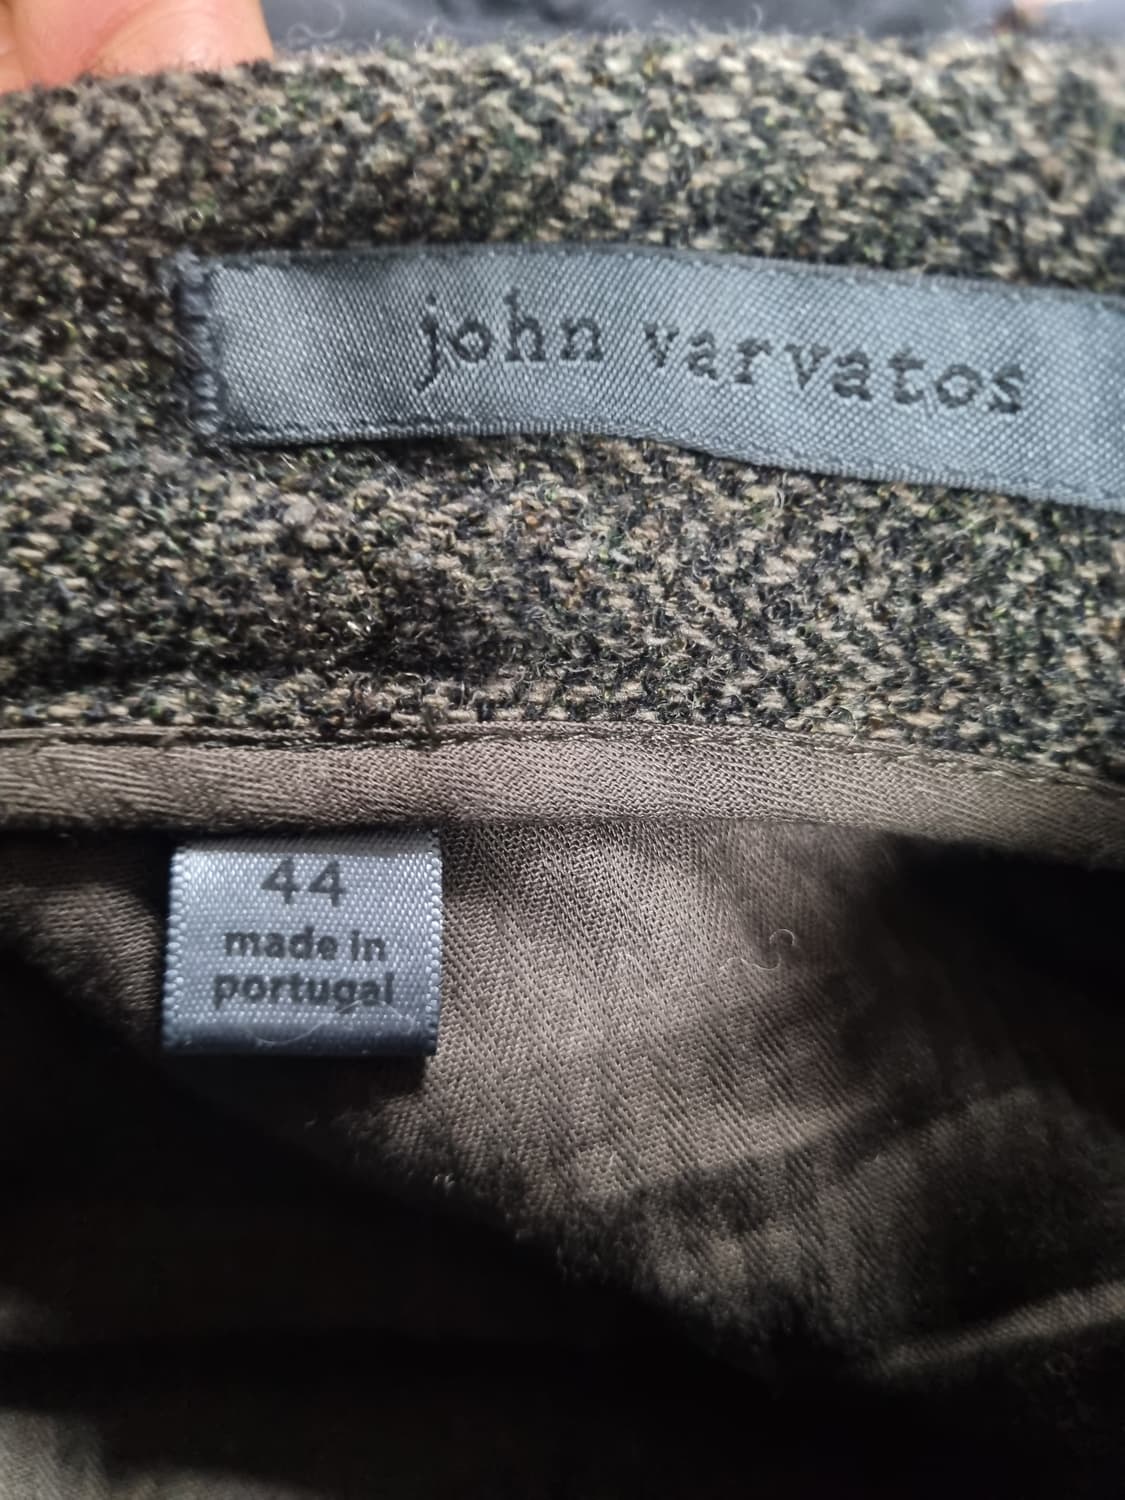 john varvatos
44
made in
portugal